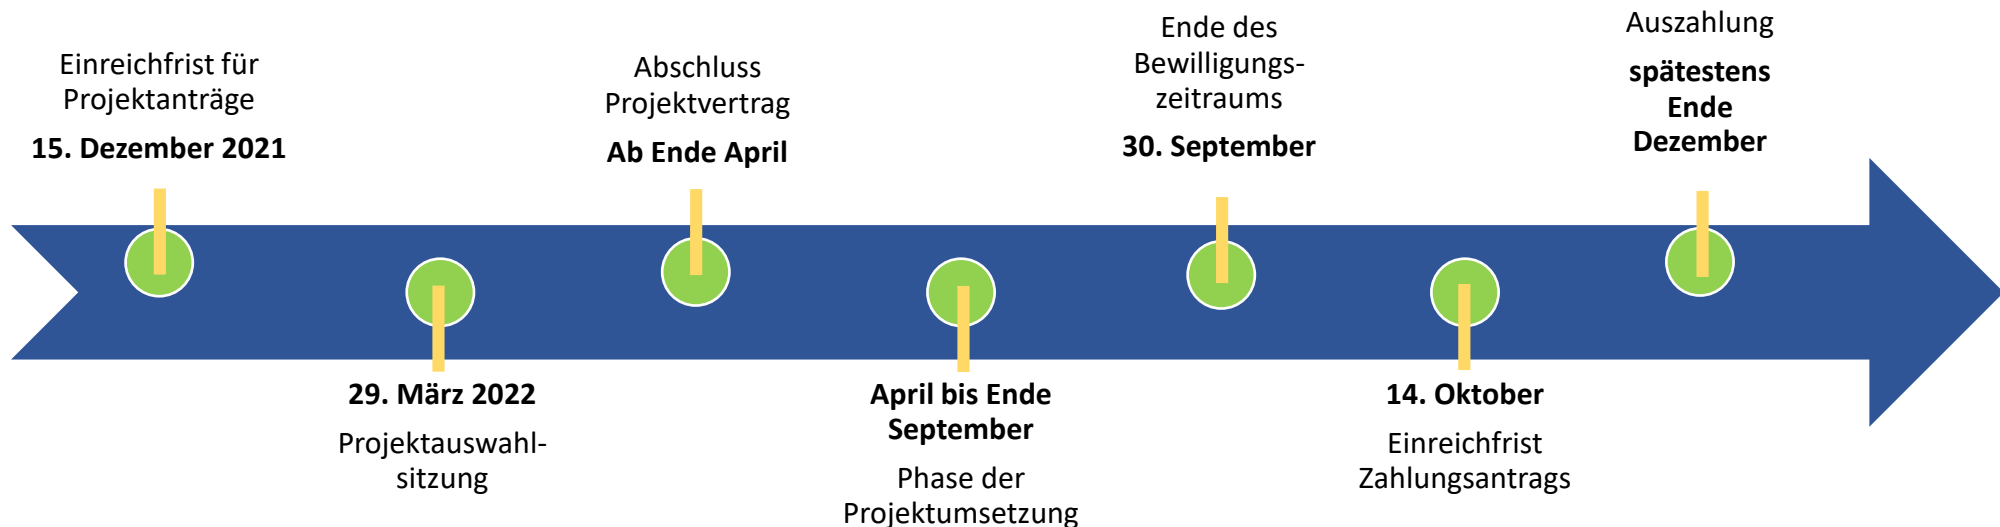 Einreichfrist für
Projektanträge
15. Dezember 2021
29. März 2022
Projektauswahl-
sitzung
Abschluss
Projektvertrag
Ab Ende April
April bis Ende
September
Phase der
Projektumsetzung
Ende des
Bewilligungs-
zeitraums
30. September
14. Oktober
Einreichfrist
Zahlungsantrags
Auszahlung
spätestens
Ende
Dezember